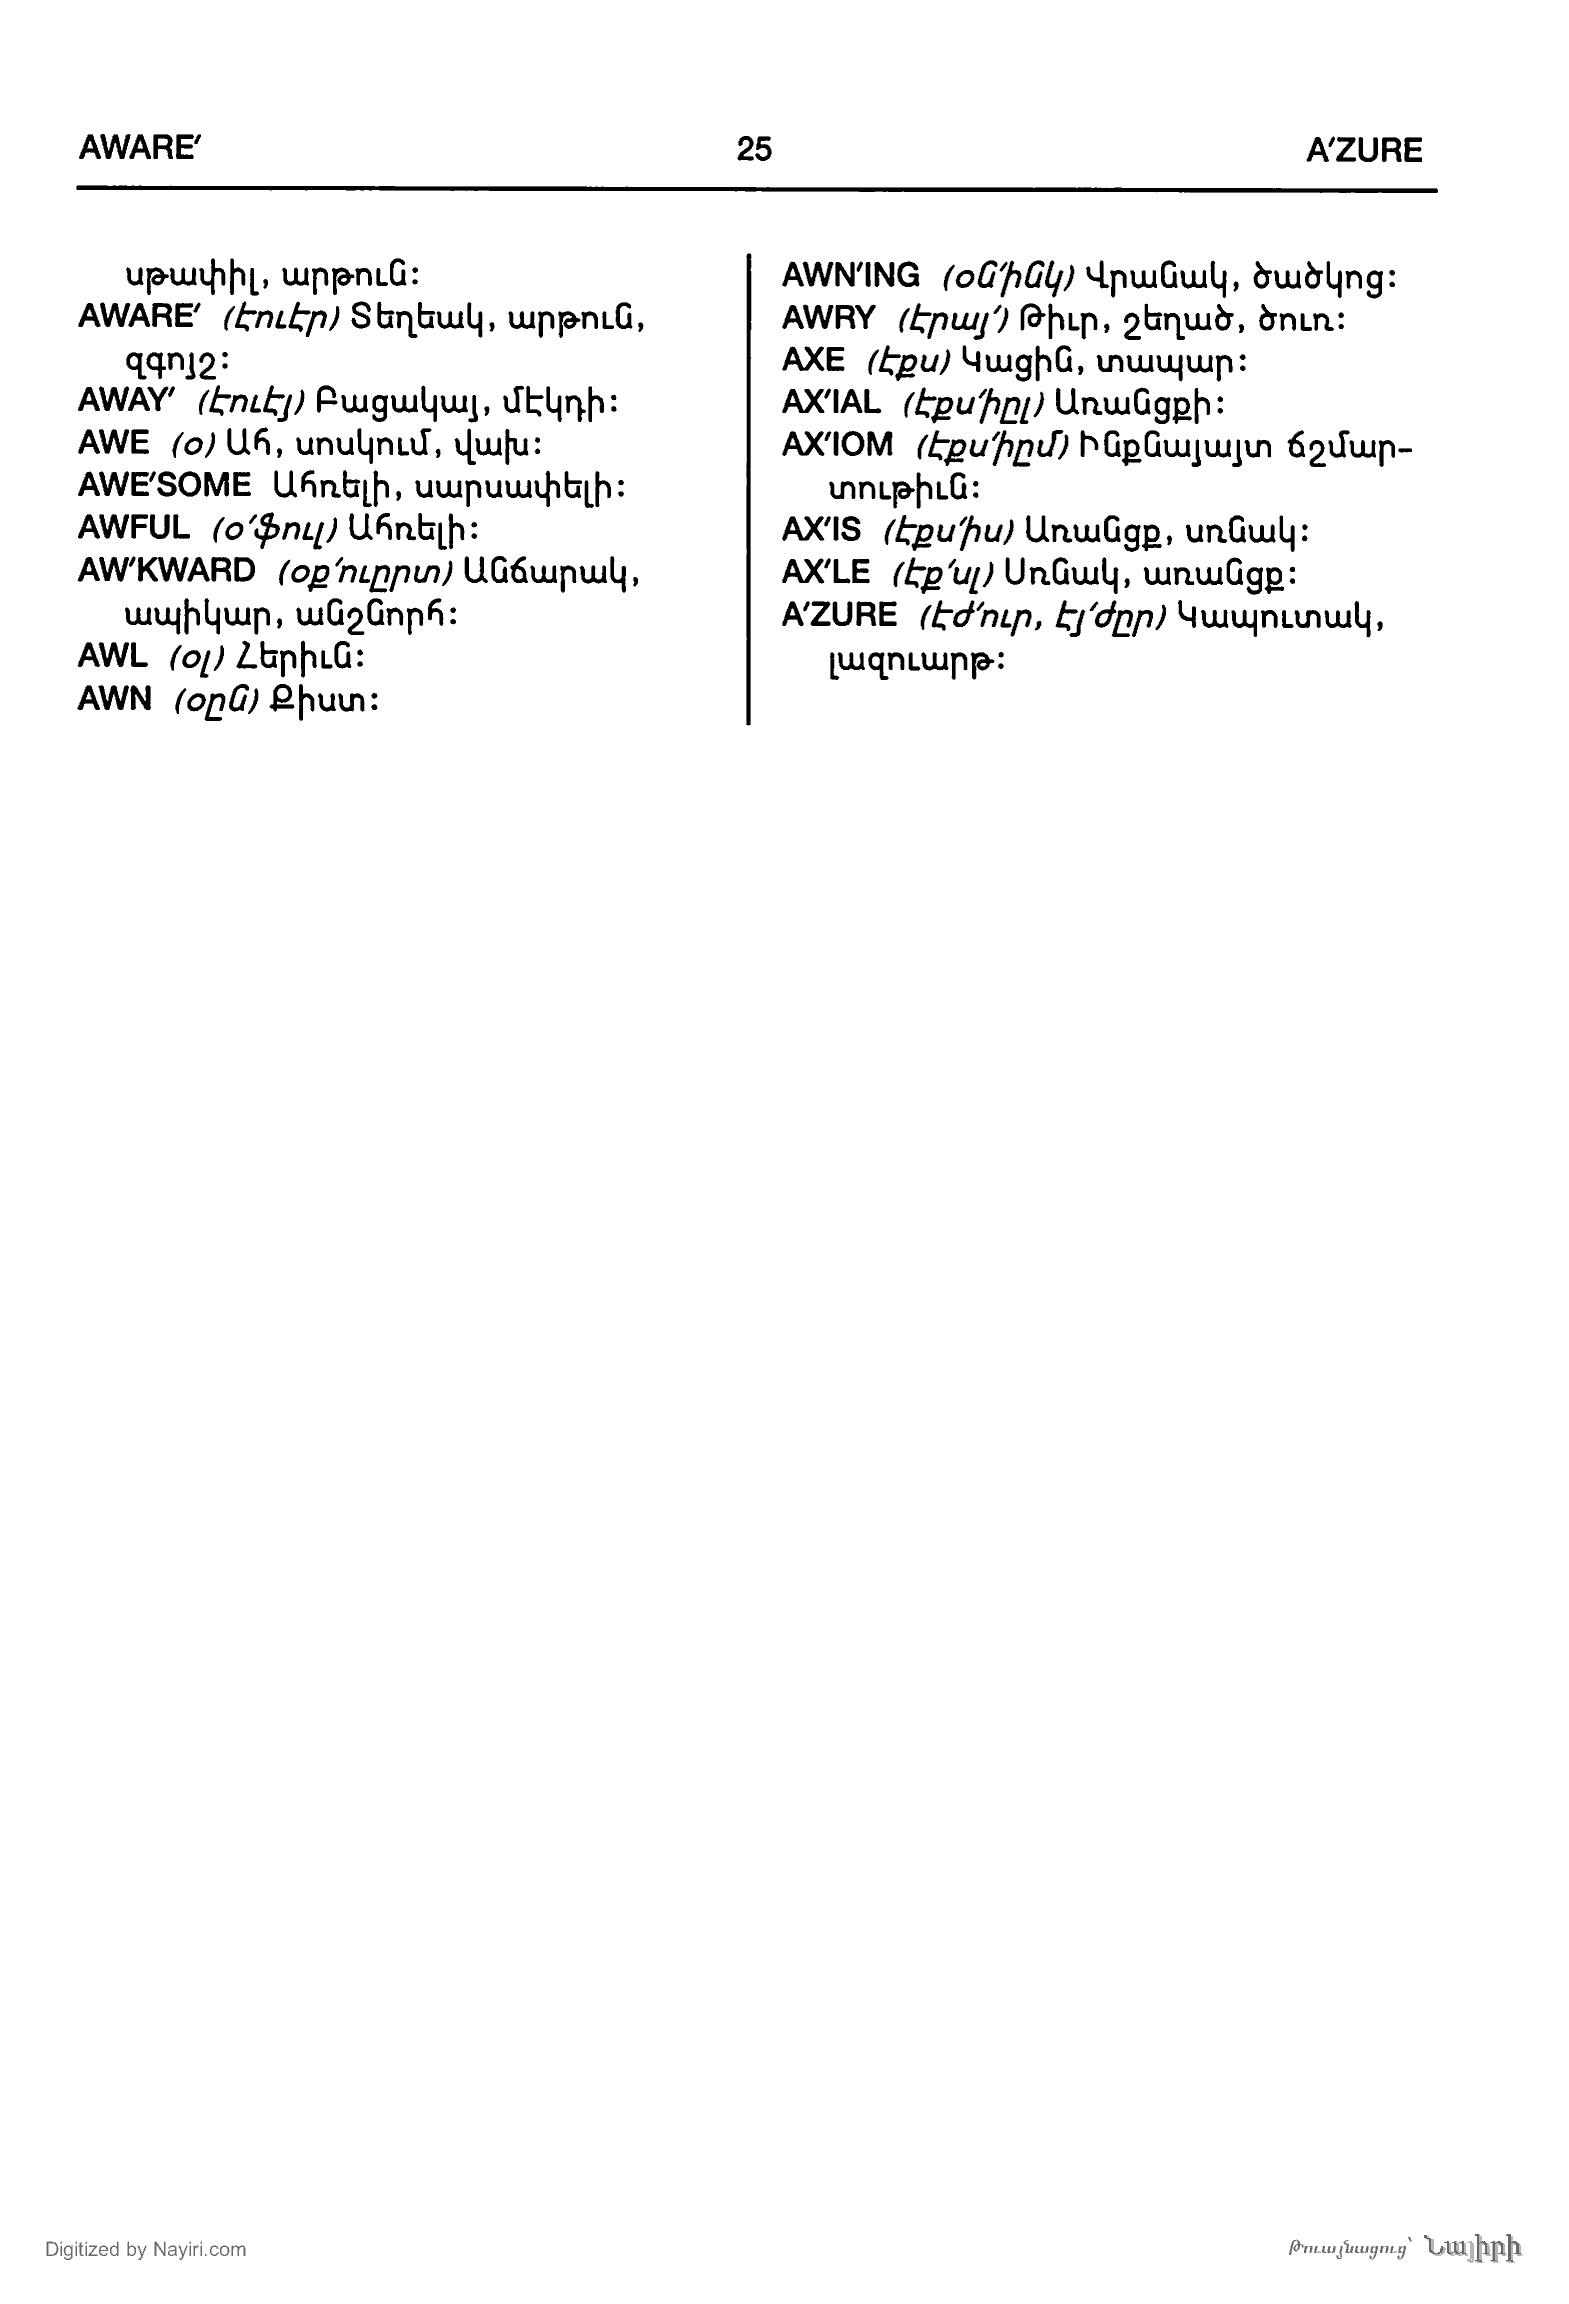 AWARE′ 25 A′ZURE
սթափիլ, արթուն։
AWARE′ (էուէր) Տեղեակ, արթուն,
զգոյշ։
AWAY′ (էուէյ) Բացակայ, մէկդի։
AWE (օ) Ահ, սոսկում, վախ։
AWE′SOME Ահռելի, սարսափելի։
AWFUL (օ′ֆուլ) Ահռելի։
AW′KWARD (օք′ուըրտ) Անճարակ,
ապիկար, անշնորհ։
AWL (օլ) Հերիւն։
AWN (օըն) Քիստ։
AWN′ING (օն′ինկ) Վրանակ, ծածկոց։
AWRY (էրայ′) Թիւր, շեղած, ծուռ։
AXE (էքս) Կացին, տապար։
AX′IAL (էքս′իըլ) Առանցքի։
AX′IOM (էքս′իըմ) Ինքնայայտ ճշմար-
տութիւն։
AX′IS (էքս′իս) Առանցք, սռնակ։
AX′LE (էք′սլ) Սռնակ, առանցք։
A′ZURE (էժ′ուր, էյ′ժըր) Կապուտակ,
լազուարթ։
Digitized by Nayiri.com թուայնացուց՝ Նայիրի